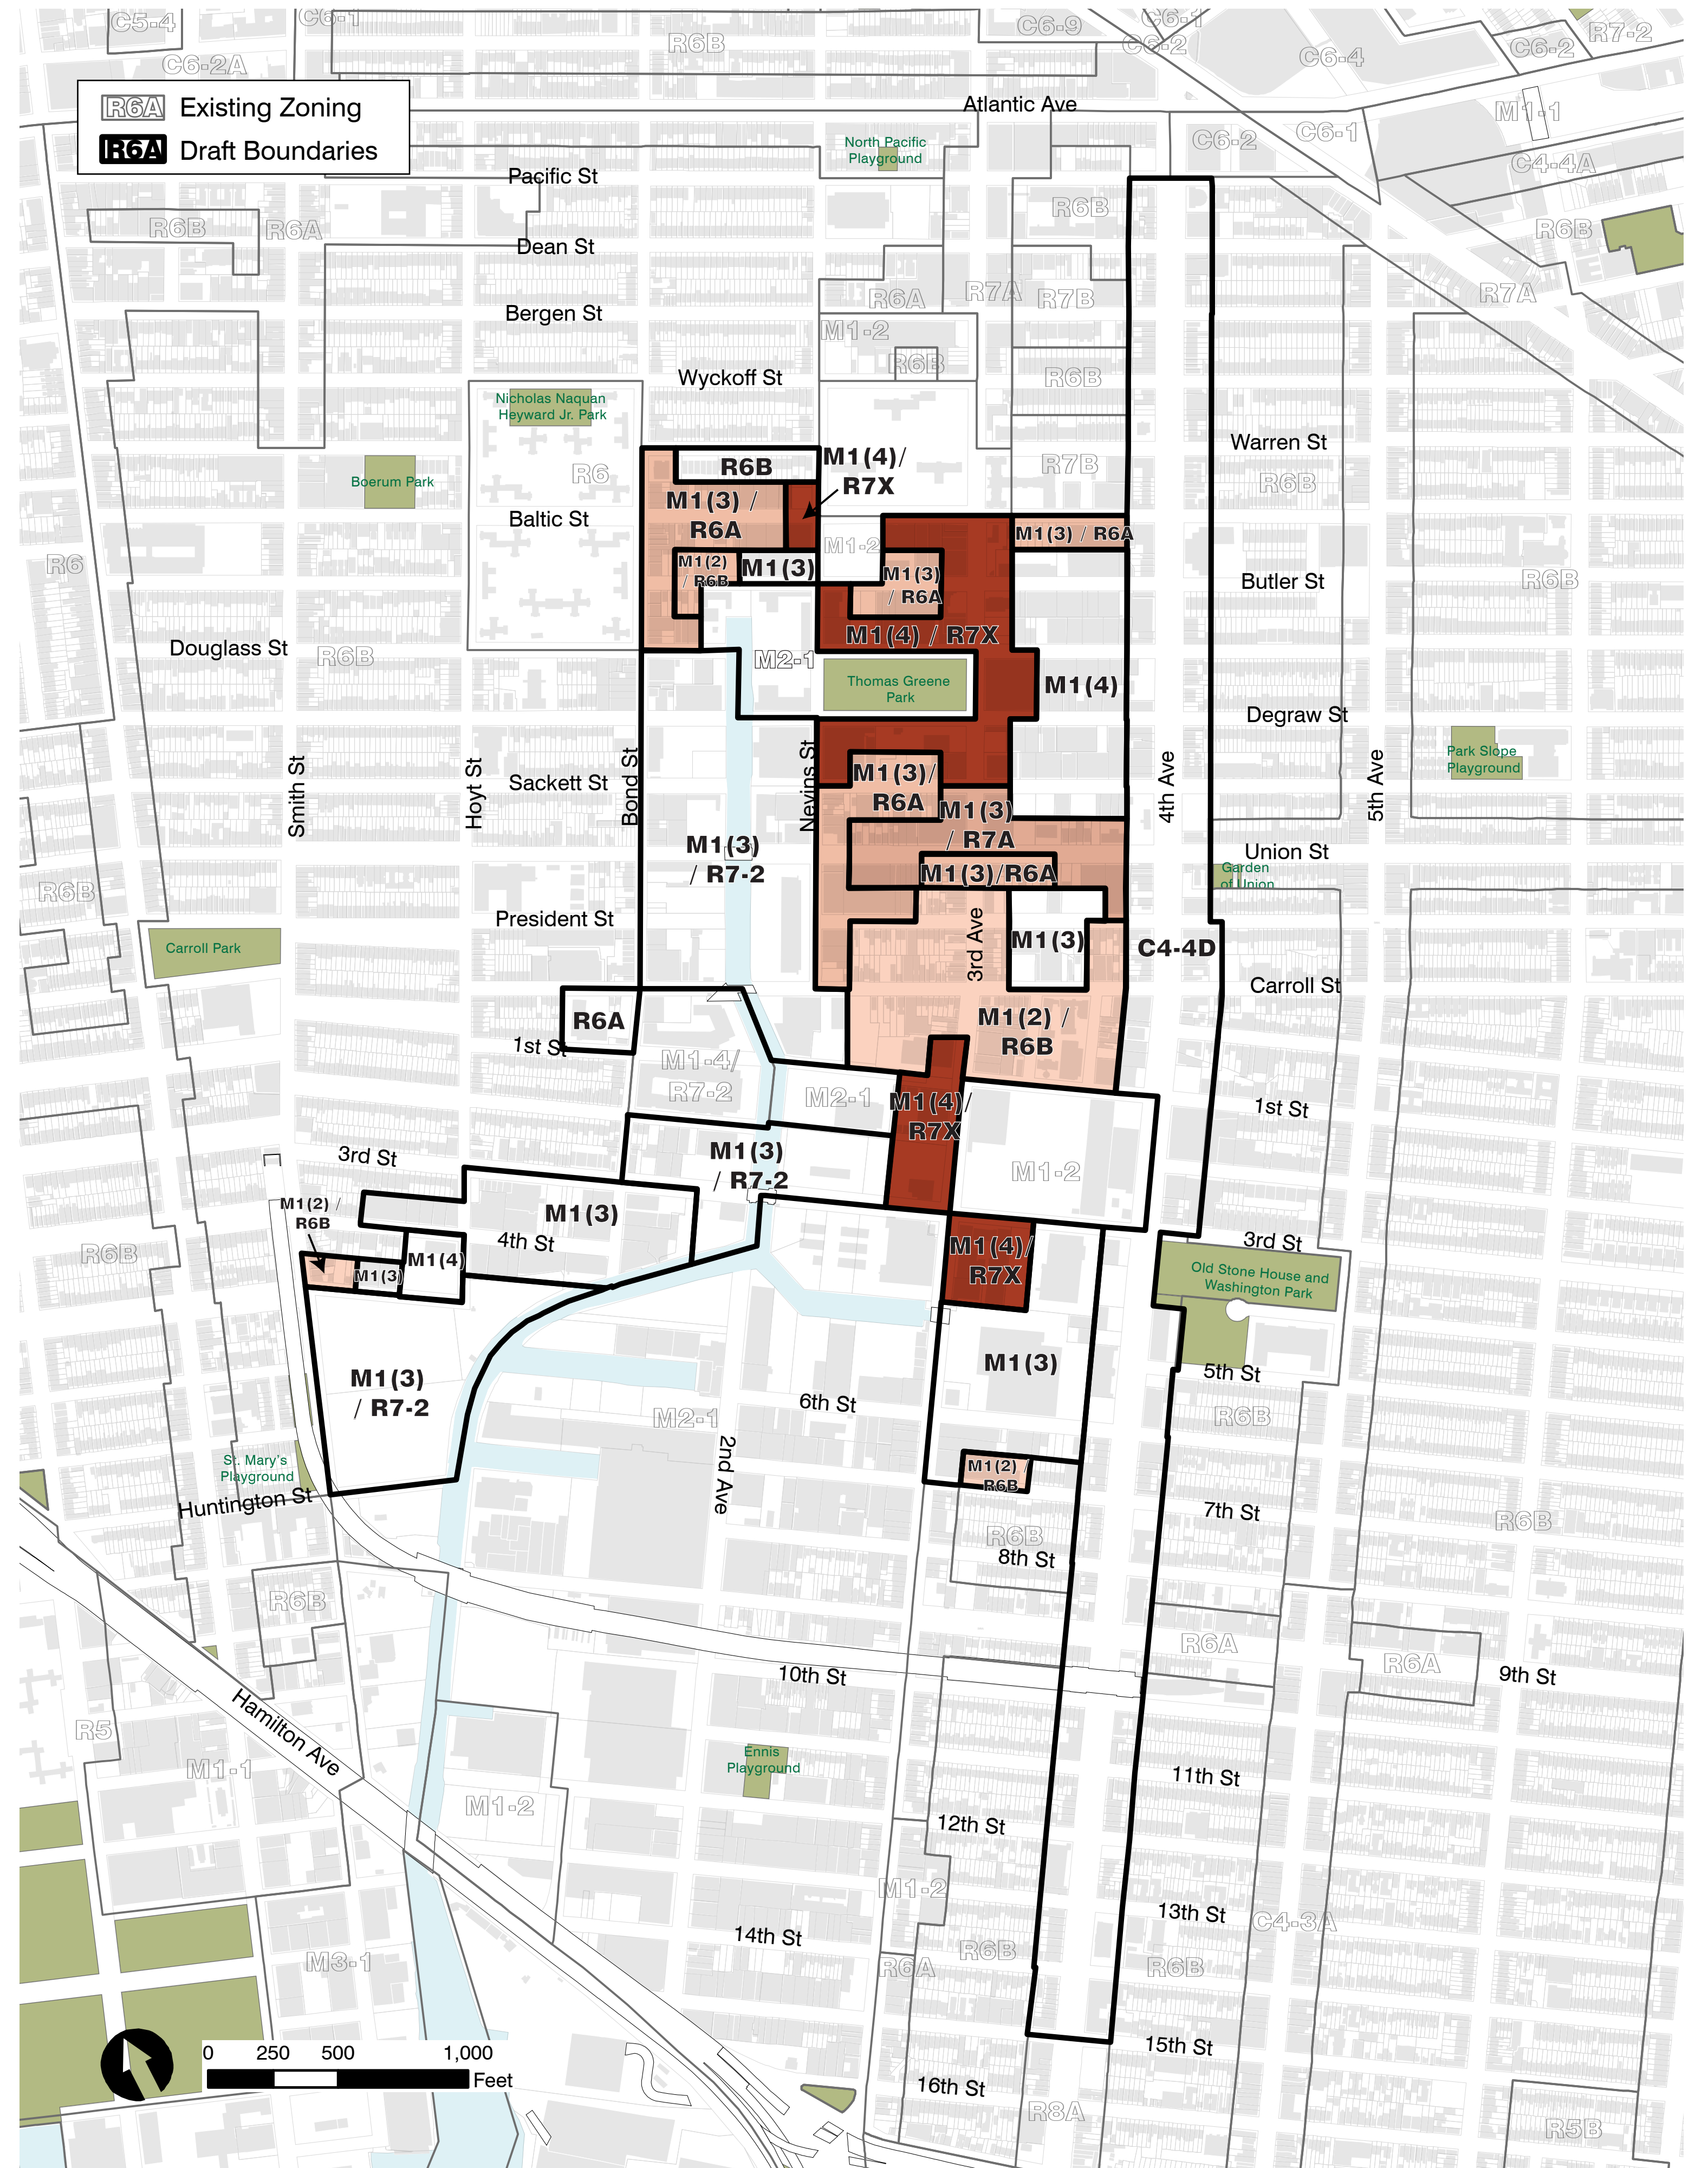 C5-4
C6-1
R6B
C6-9
C6-1
C6-2
C6-4
C6-2
R7-2
C6-2A
R6A Existing Zoning
R6A Draft Boundaries
Atlantic Ave
M1-1
C6-2
C6-1
C4-4A
North Pacific
Playground
Pacific St
R6B
R6A
R6B
R6B
Dean St
R6A
R7A
R7B
R7A
Bergen St
M1-2
R6B
R6B
Wyckoff St
Nicholas Naquan
Heyward Jr. Park
Warren St
R6
R6B
M1(4)/
R7X
R7B
R6B
Boerum Park
M1(3) /
R6A
Baltic St
M1-2
M1(3) / R6A
R6
M1(2)
/ R6B
M1(3)
M1(3)
/ R6A
Butler St
R6B
Douglass St
R6B
M1(4) / R7X
M2-1
Thomas Greene
Park
M1(4)
Degraw St
Park Slope
Playground
Smith St
Hoyt St
Sackett St
Bond St
Nevins St
M1(3)/
R6A
4th Ave
5th Ave
M1(3)
/ R7A
M1(3)
/ R7-2
M1(3)/R6A
Union St
Garden
of Union
R6B
President St
Carroll Park
3rd Ave
M1(3)
C4-4D
Carroll St
R6A
1st St
M1(2) /
R6B
M1-4/
R7-2
M2-1
M1(4)/
R7X
1st St
3rd St
M1(3)
/ R7-2
M1-2
M1(2) /
R6B
M1(3)
4th St
R6B
M1(4)
M1(3)
M1(4)/
R7X
3rd St
Old Stone House and
Washington Park
M1(3)
/ R7-2
M1(3)
5th St
6th St
M2-1
R6B
St. Mary's
Playground
2nd Ave
M1(2) /
R6B
Huntington St
7th St
R6B
R6B
8th St
R6B
R6A
R6A
10th St
9th St
R5
Hamilton Ave
M1-1
Ennis
Playground
11th St
M1-2
12th St
M1-2
13th St
C4-3A
14th St
M3-1
R6B
R6A
R6B
15th St
0 250 500 1,000
Feet
16th St
R8A
R5B